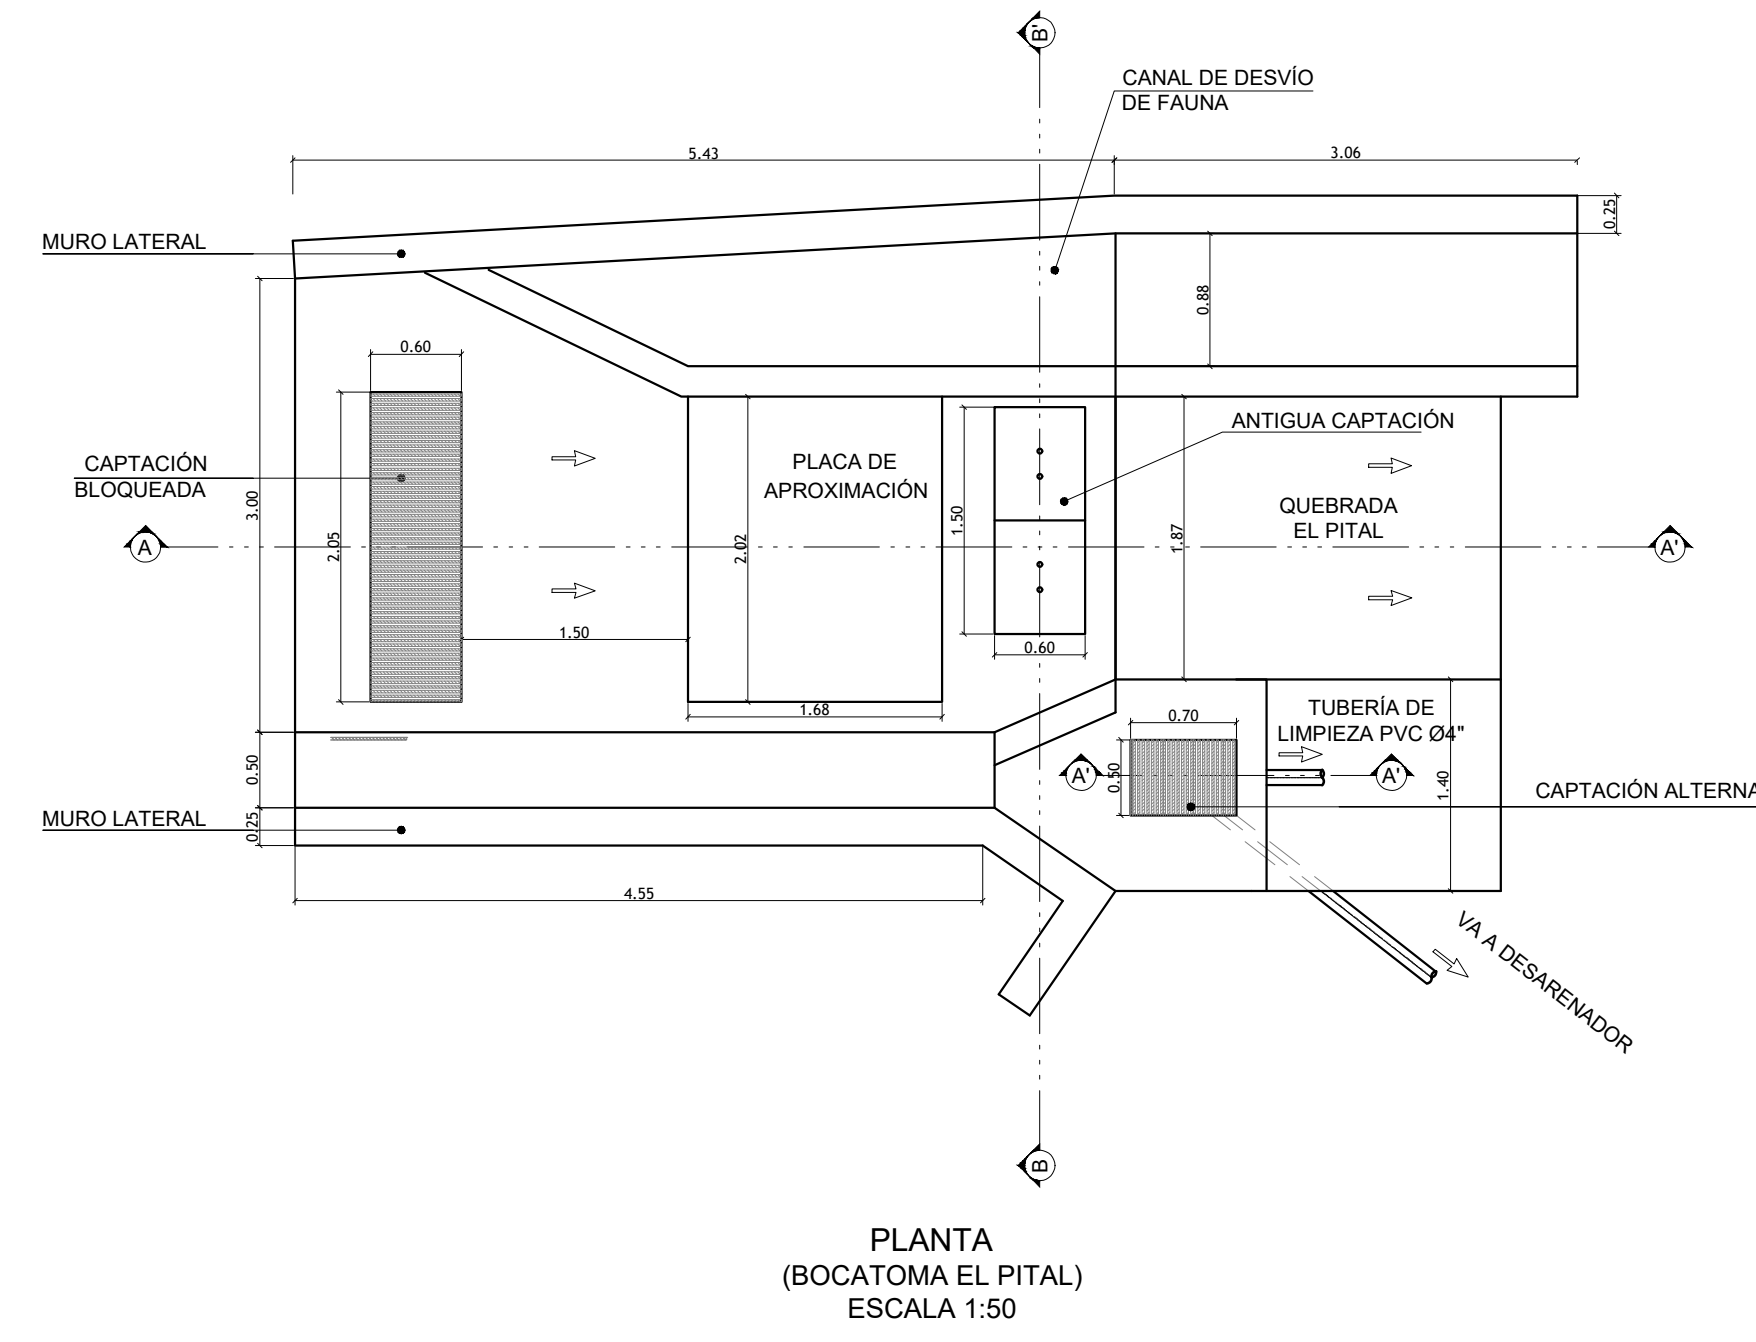 B'
CANAL DE DESVÍO
DE FAUNA
5.43
3.06
0.25
MURO LATERAL
0.88
0.60
ANTIGUA CAPTACIÓN
CAPTACIÓN
BLOQUEADA
PLACA DE
APROXIMACIÓN
3.00
2.05
2.02
1.50
1.87
QUEBRADA
EL PITAL
A
A'
1.50
0.60
1.68
0.70
TUBERÍA DE
LIMPIEZA PVC Ø4"
0.50
A'
0.50
A'
1.40
CAPTACIÓN ALTERNA
MURO LATERAL
0.25
4.55
VA A DESARENADOR
B
PLANTA
(BOCATOMA EL PITAL)
ESCALA 1:50